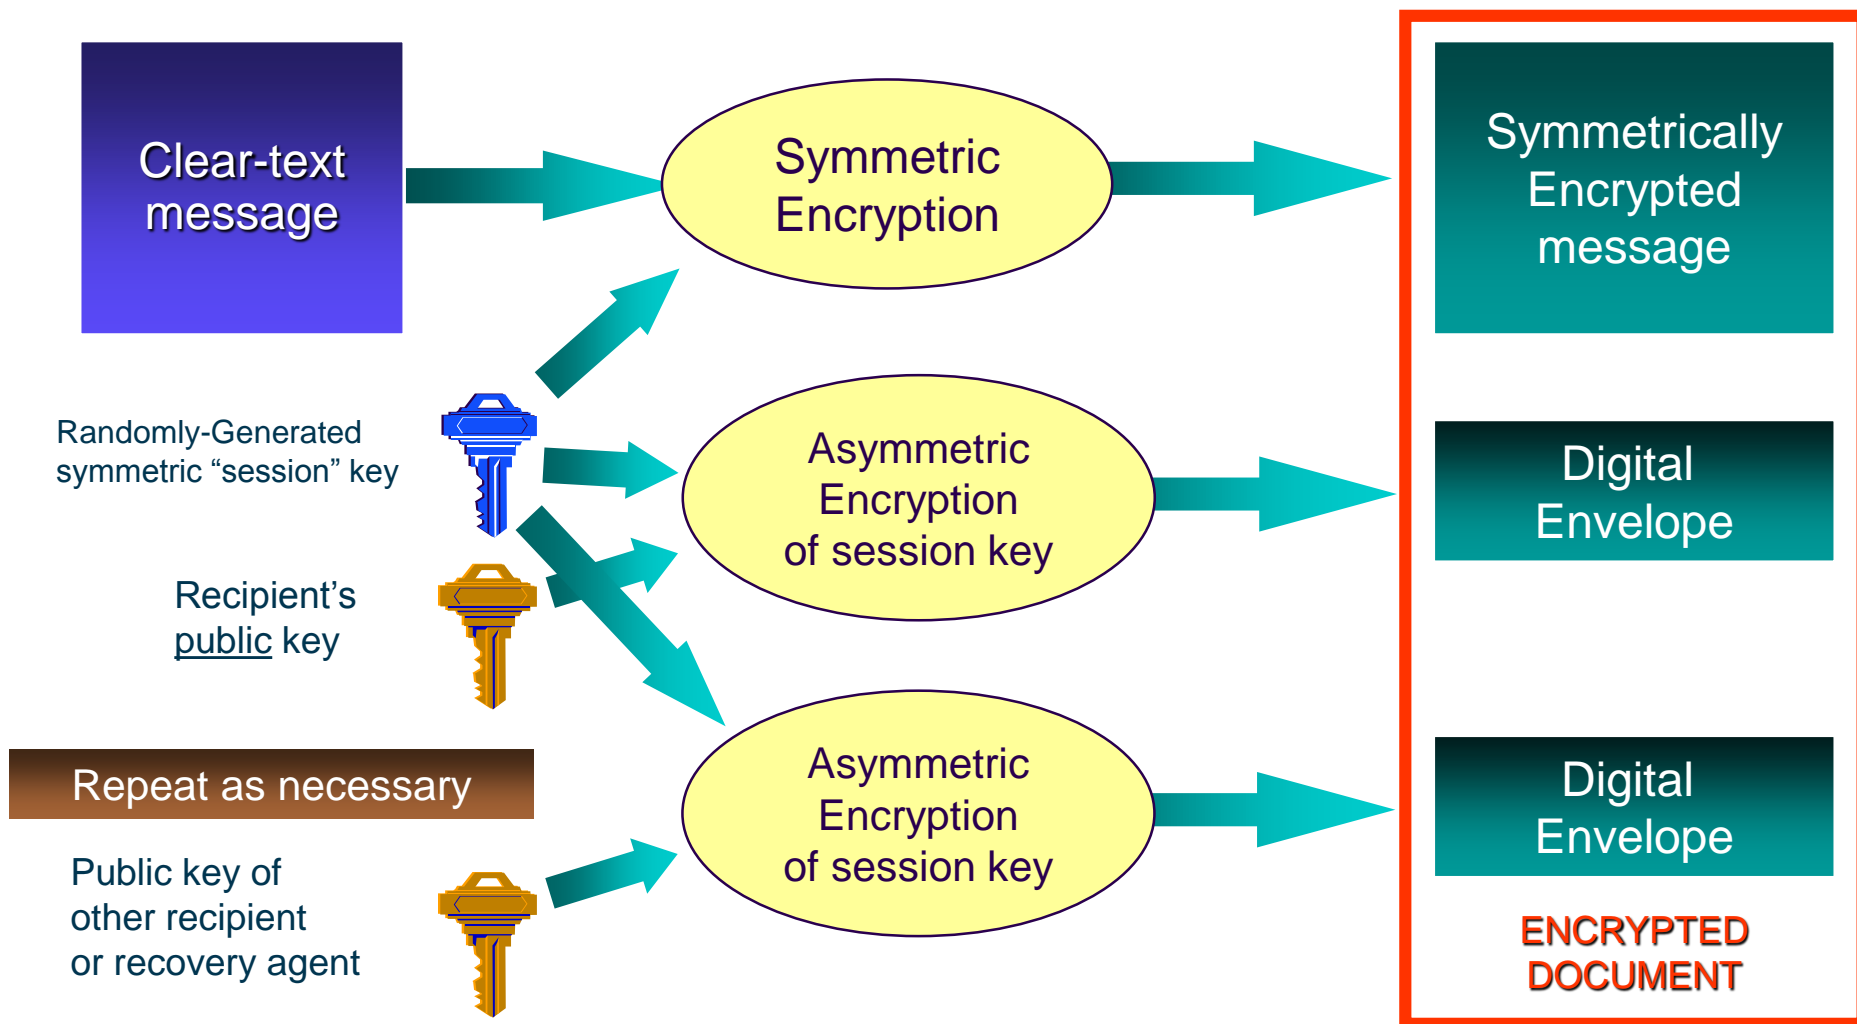 Clear-text
message
Symmetric
Encryption
Symmetrically
Encrypted
message
Randomly-Generated
symmetric “session” key
Asymmetric
Encryption
of session key
Digital
Envelope
Recipient’s
public key
Repeat as necessary
Asymmetric
Encryption
of session key
Digital
Envelope
Public key of
other recipient
or recovery agent
ENCRYPTED
DOCUMENT